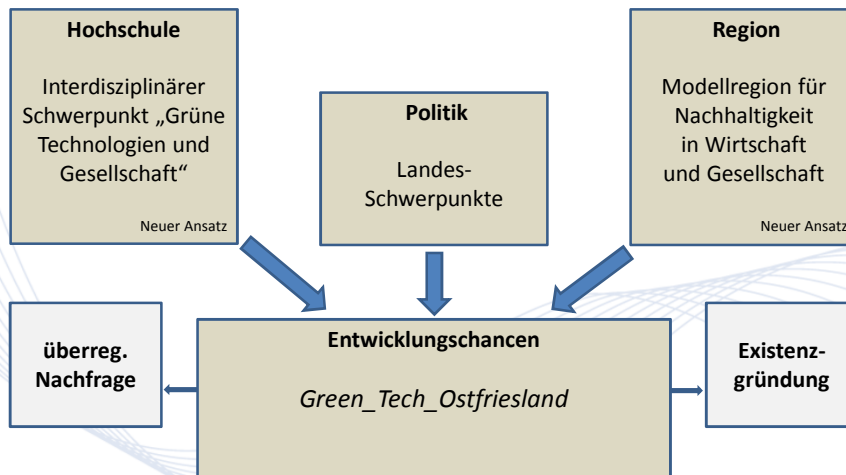 Hochschule
Interdisziplinärer
Schwerpunkt „Grüne
Technologien und
Gesellschaft“
Neuer Ansatz
Politik
Landes-
Schwerpunkte
Region
Modellregion für
Nachhaltigkeit
in Wirtschaft
und Gesellschaft
Neuer Ansatz
überreg.
Nachfrage
Entwicklungschancen
Green_Tech_Ostfriesland
Existenz-
gründung